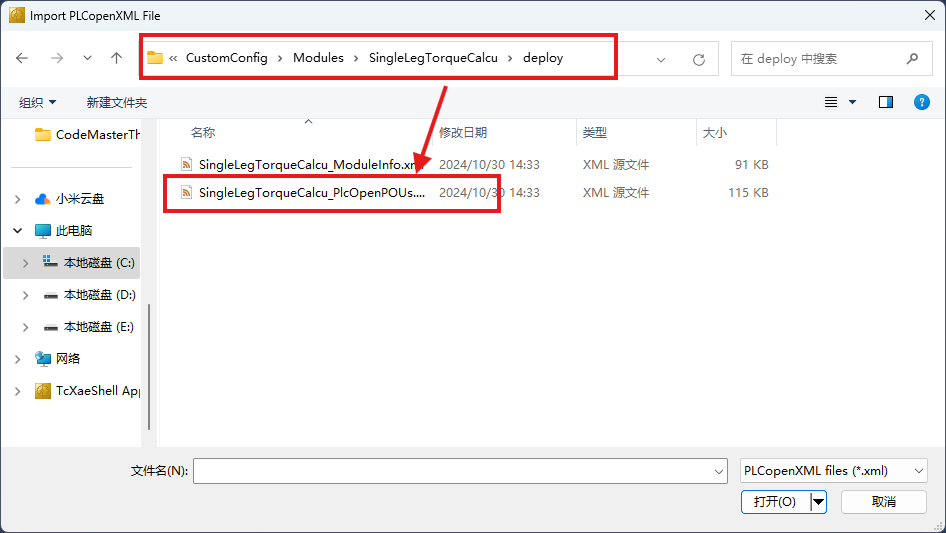 Import PLCopenXML File
« CustomConfig › Modules › SingleLegTorqueCalcu › deploy
在 deploy 中搜索
组织 新建文件夹
名称 修改日期 类型 大小
CodeMasterTh
SingleLegTorqueCalcu_ModuleInfo.xm 2024/10/30 14:33 XML 源文件 91 KB
SingleLegTorqueCalcu_PlcOpenPOUs.... 2024/10/30 14:33 XML 源文件 115 KB
小米云盘
此电脑
本地磁盘 (C:)
本地磁盘 (D:)
本地磁盘 (E:)
网络
TcXaeShell App
文件名(N):
PLCopenXML files (*.xml)
打开(O) 取消